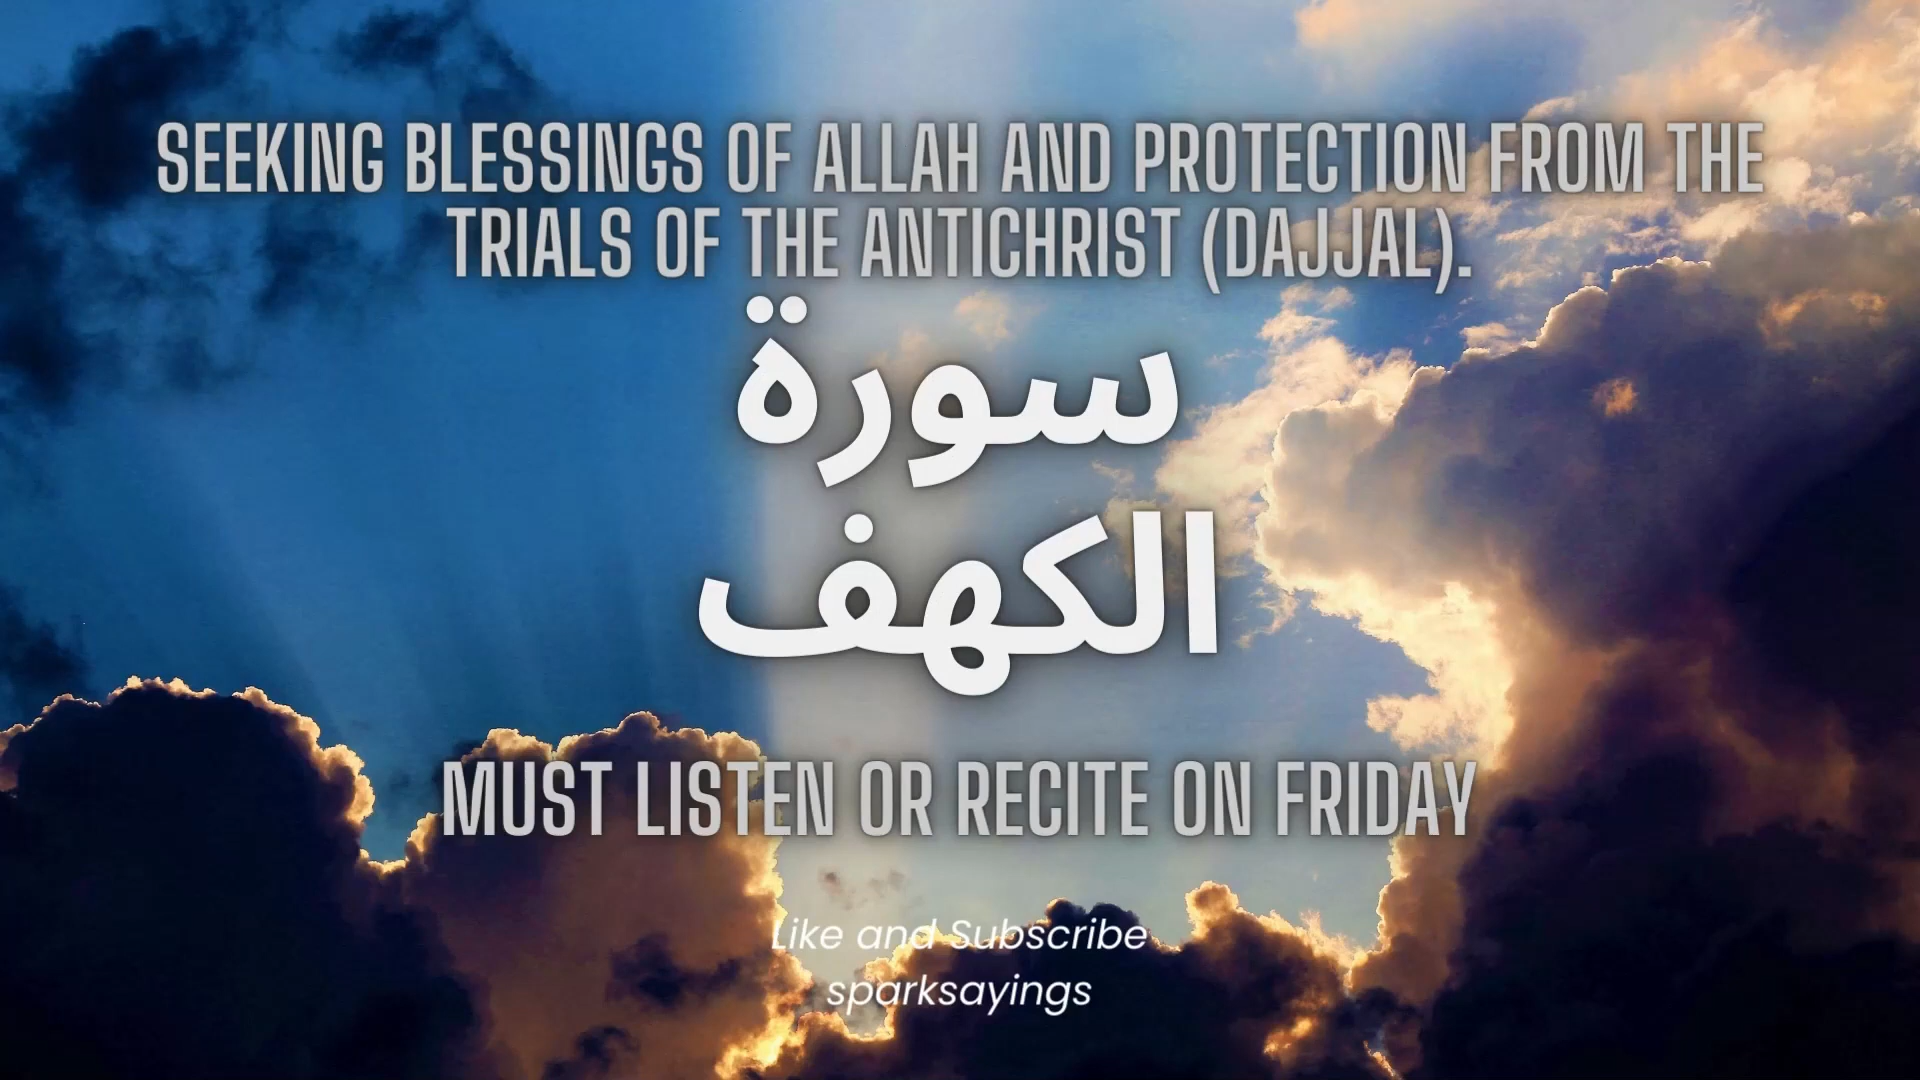 SEEKING BLESSINGS OF ALLAH AND PROTECTION FROM THE
TRIALS OF THE ANTICHRIST (DAJJAL).
سورة
الكهف
MUST LISTEN OR RECITE ON FRIDAY
Like and Subscribe
sparksayings